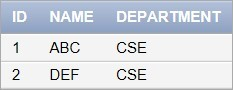 ID NAME DEPARTMENT
1 ABC CSE
2 DEF CSE